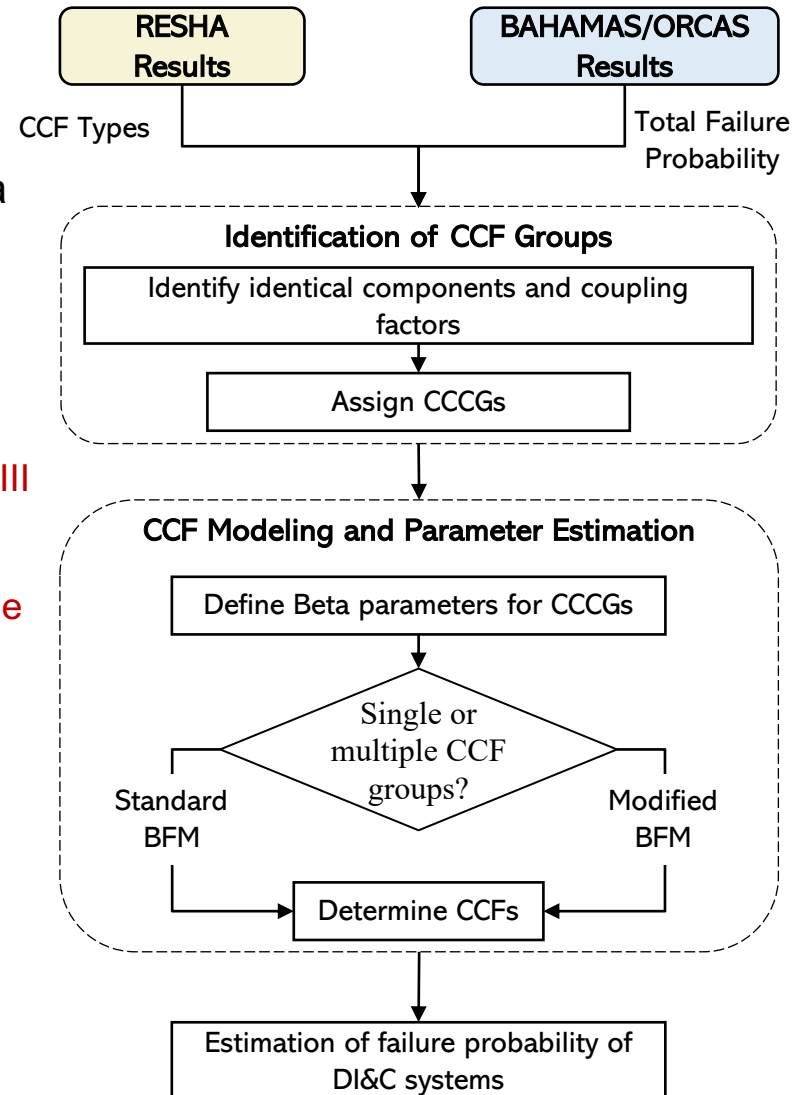 RESHA
Results
BAHAMAS/ORCAS
Results
CCF Types
Total Failure
Probability
a
Identification of CCF Groups
Identify identical components and coupling
factors
Assign CCCGs
III
CCF Modeling and Parameter Estimation
e
Define Beta parameters for CCCGs
Single or
multiple CCF
groups?
Standard
BFM
Modified
BFM
Determine CCFs
Estimation of failure probability of
DI&C systems